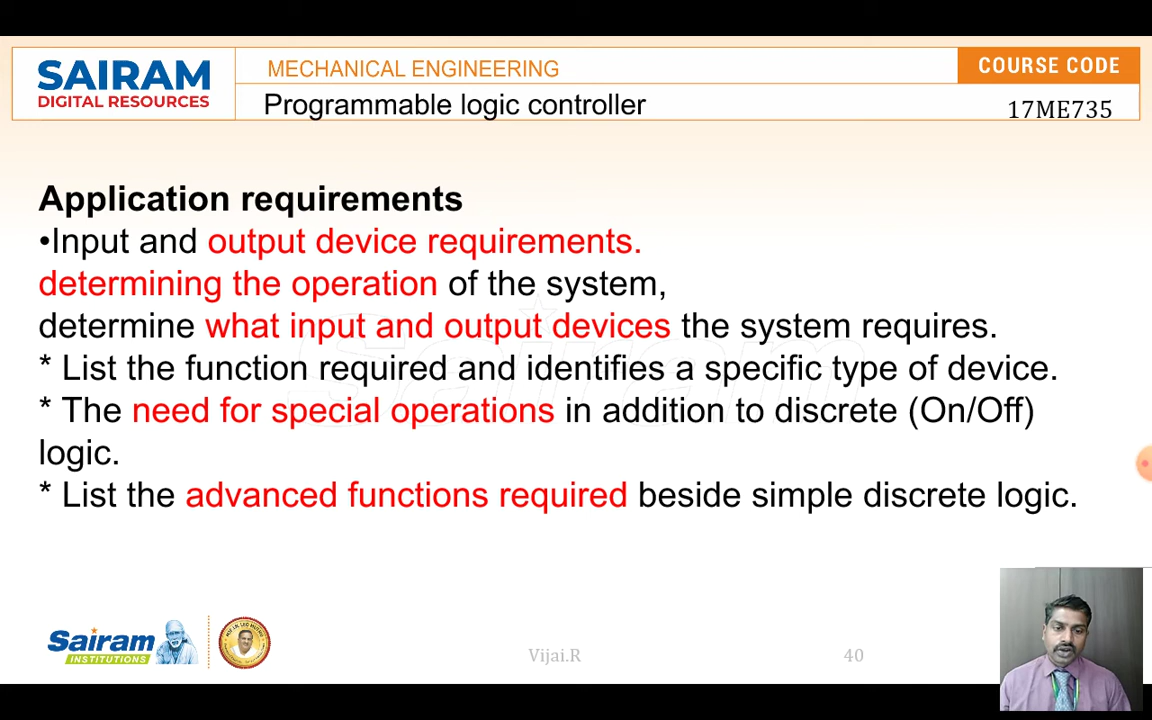 SAIRAM
DIGITAL RESOURCES
MECHANICAL ENGINEERING
Programmable logic controller
COURSE CODE
17ME735
Application requirements
•Input and output device requirements.
determining the operation of the system,
determine what input and output devices the system requires.
* List the function required and identifies a specific type of device.
* The need for special operations in addition to discrete (On/Off)
logic.
* List the advanced functions required beside simple discrete logic.
Sairam
Sairam
INSTITUTIONS
Vijai.R
40